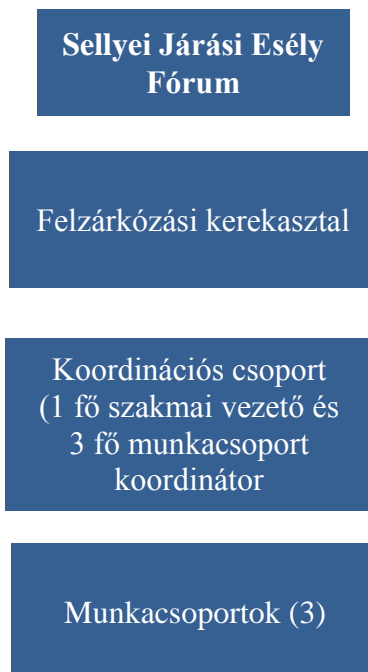 Sellyei Járási Esély
Fórum
Felzárkózási kerekasztal
Koordinációs csoport
(1 fő szakmai vezető és
3 fő munkacsoport
koordinátor
Munkacsoportok (3)